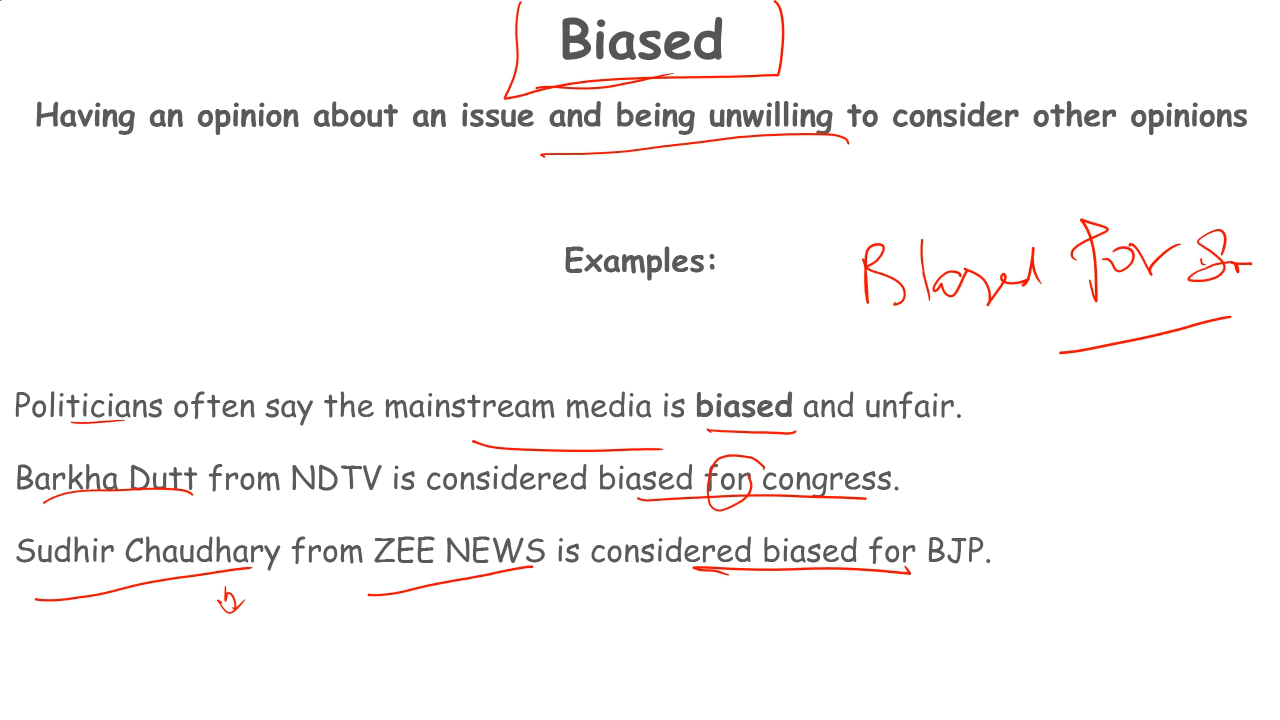 Biased
Having an opinion about an issue and being unwilling to consider other opinions
Examples:
Biased for
Politicians often say the mainstream media is biased and unfair.
Barkha Dutt from NDTV is considered biased for congress.
Sudhir Chaudhary from ZEE NEWS is considered biased for BJP.